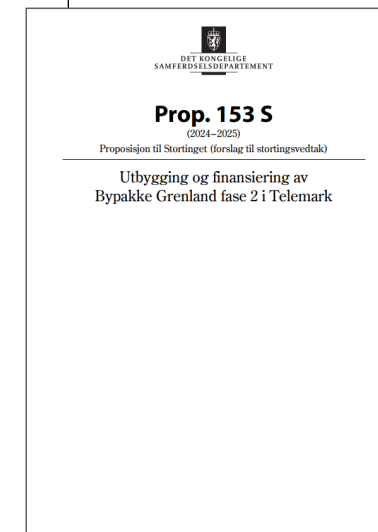 DET KONGELIGE
SAMFERDSELSDEPARTEMENT
Prop. 153 S
(2024–2025)
Proposisjon til Stortinget (forslag til stortingsvedtak)
Utbygging og finansiering av
Bypakke Grenland fase 2 i Telemark